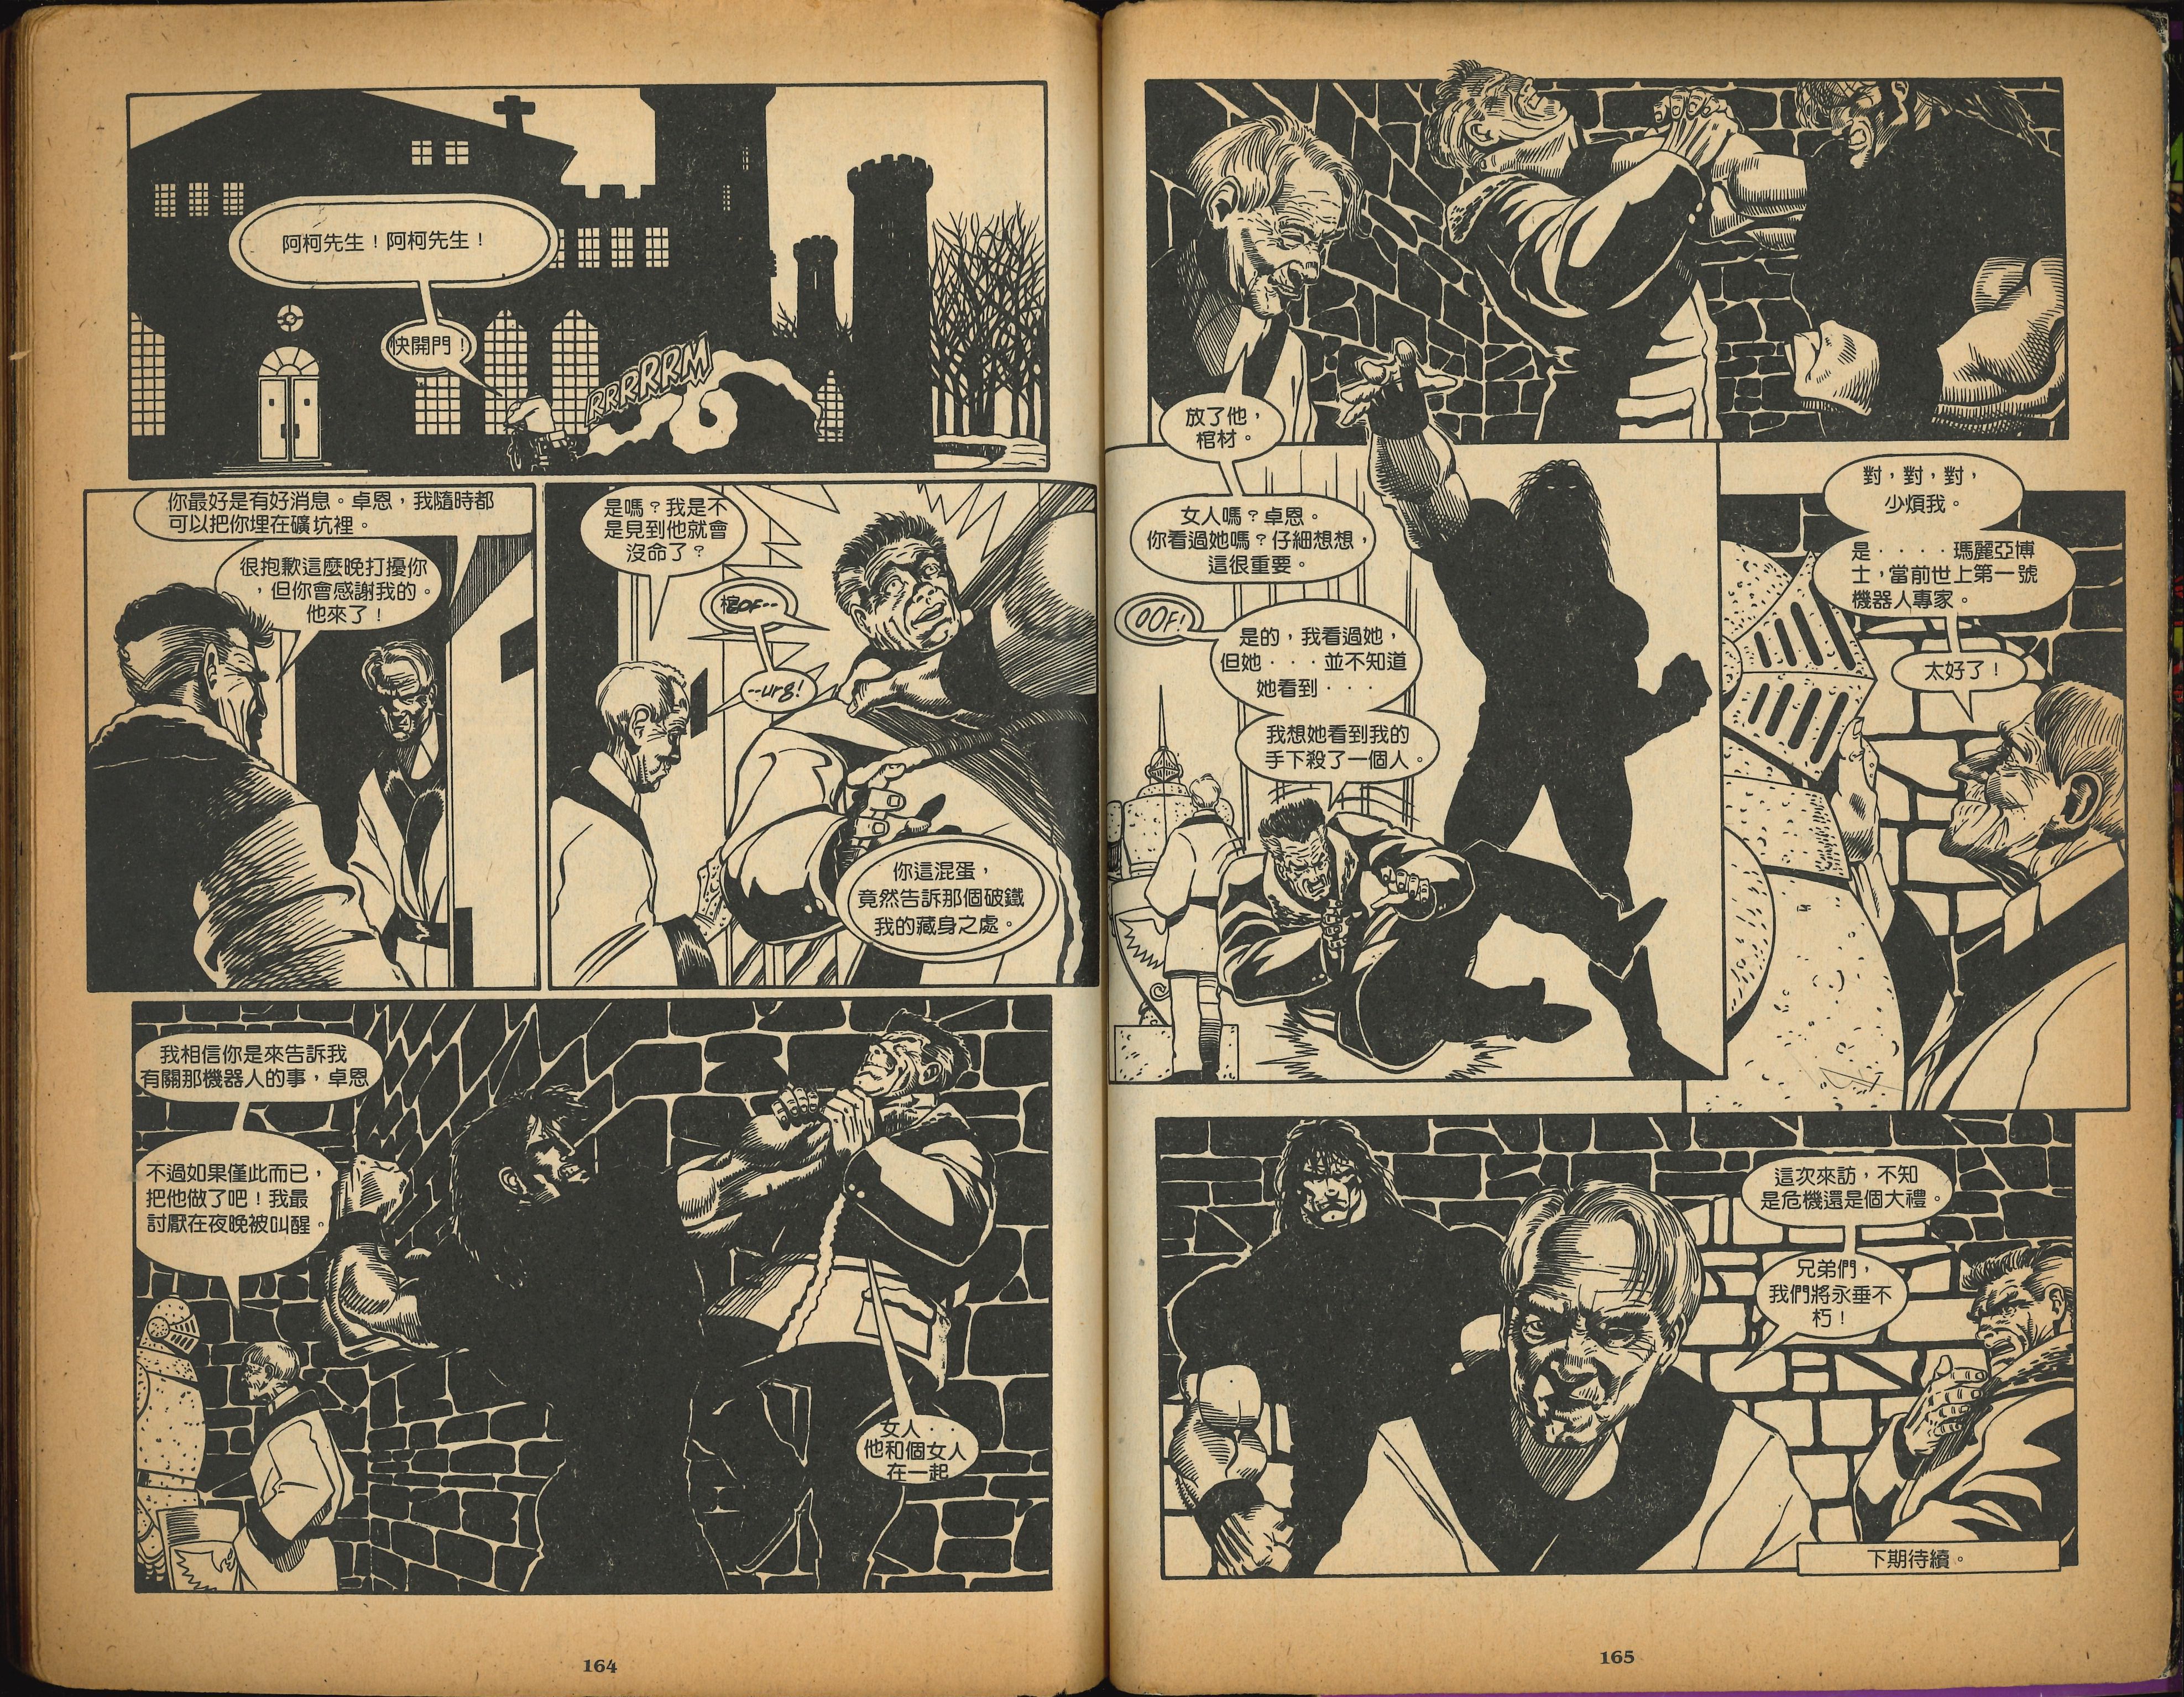 阿柯先生！阿柯先生！
快開門！
RRRRRRM
你最好是有好消息。卓恩，我隨時都
可以把你埋在礦坑裡。
很抱歉這麼晚打擾你
，但你會感謝我的。
他來了！
是嗎？我是不
是見到他就會
沒命了？
棺OF--
--urg!
你這混蛋，
竟然告訴那個破鐵
我的藏身之處。
我相信你是來告訴我
有關那機器人的事，卓恩
不過如果僅此而已，
把他做了吧！我最
討厭在夜晚被叫醒。
女人．．
他和個女人
在一起
164
放了他，
棺材。
女人嗎？卓恩。
你看過她嗎？仔細想想，
這很重要。
OOF!
是的，我看過她，
但她．．．並不知道
她看到．．．
我想她看到我的
手下殺了一個人。
對，對，對，
少煩我。
是．．．．瑪麗亞博
士，當前世上第一號
機器人專家。
太好了！
這次來訪，不知
是危機還是個大禮。
兄弟們，
我們將永垂不
朽！
下期待續。
165